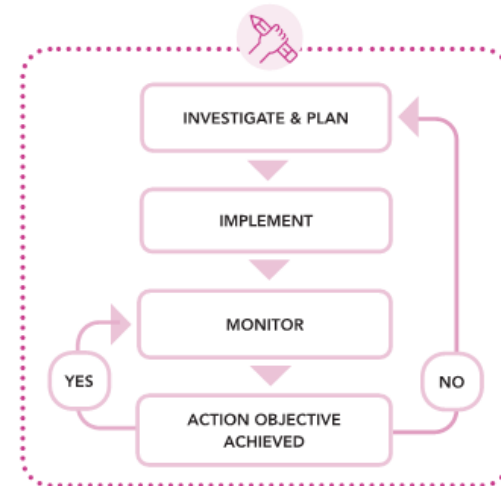 INVESTIGATE & PLAN
IMPLEMENT
MONITOR
YES
NO
ACTION OBJECTIVE
ACHIEVED